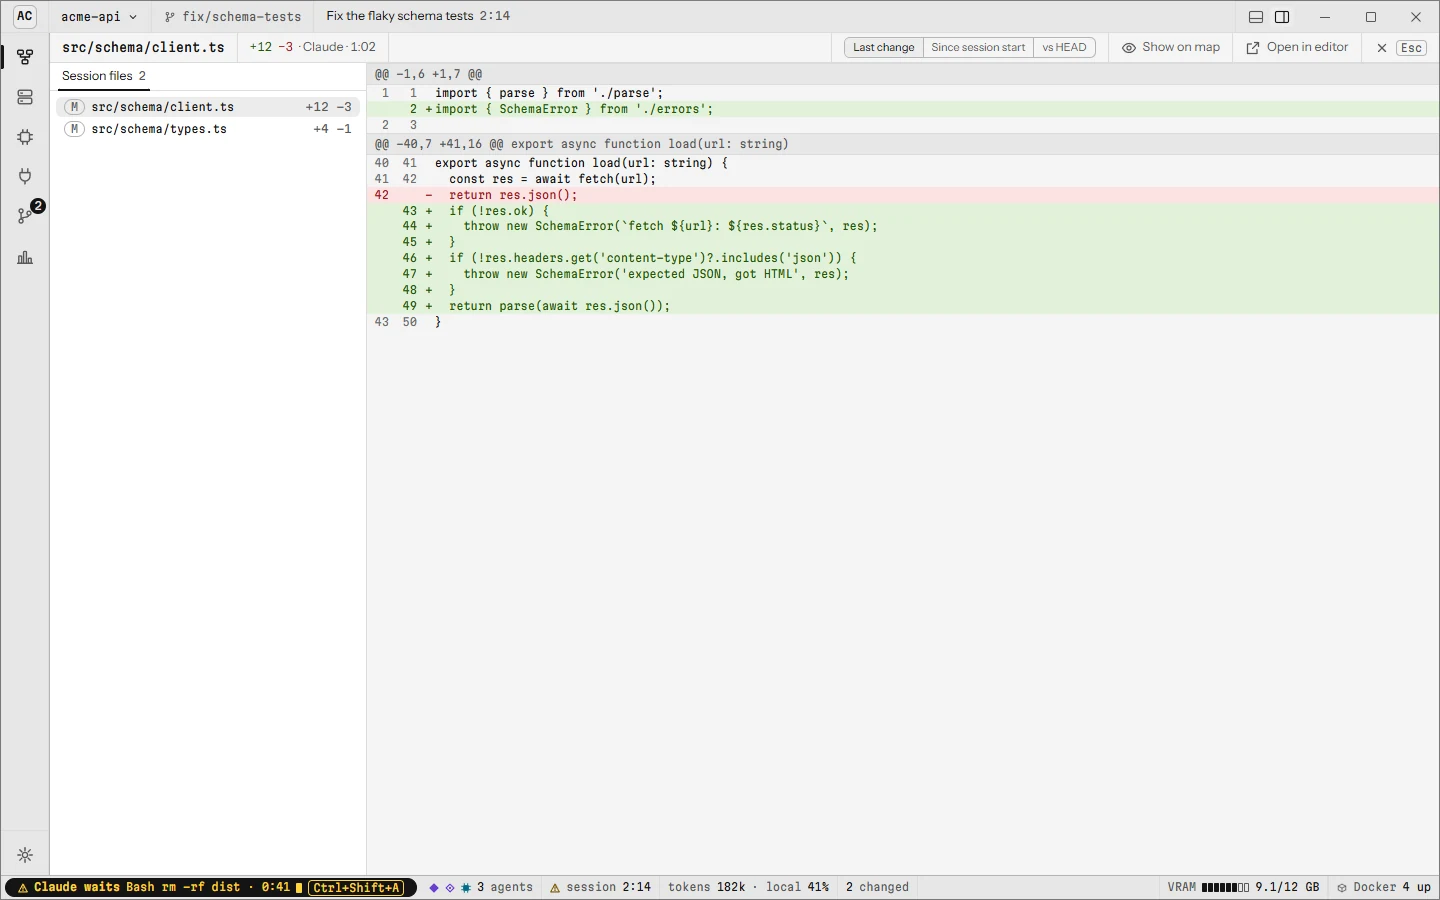 AC acme-api fix/schema-tests Fix the flaky schema tests 2:14
src/schema/client.ts +12 −3 · Claude · 1:02 Last change Since session start vs HEAD Show on map Open in editor Esc
Session files 2
M src/schema/client.ts +12 −3
M src/schema/types.ts +4 −1
2
@@ −1,6 +1,7 @@
1 1 import { parse } from './parse';
2 + import { SchemaError } from './errors';
2 3
@@ −40,7 +41,16 @@ export async function load(url: string)
40 41 export async function load(url: string) {
41 42 const res = await fetch(url);
42 − return res.json();
43 + if (!res.ok) {
44 + throw new SchemaError(`fetch ${url}: ${res.status}`, res);
45 + }
46 + if (!res.headers.get('content-type')?.includes('json')) {
47 + throw new SchemaError('expected JSON, got HTML', res);
48 + }
49 + return parse(await res.json());
43 50 }
Claude waits Bash rm −rf dist · 0:41 Ctrl+Shift+A 3 agents session 2:14 tokens 182k · local 41% 2 changed VRAM 9.1/12 GB Docker 4 up